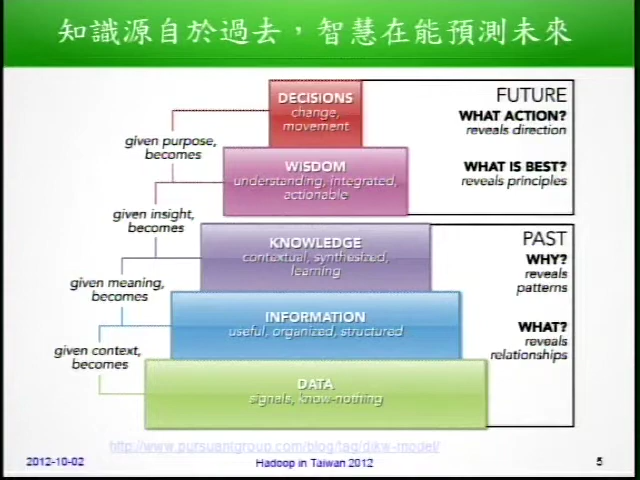 知識源自於過去，智慧在能預測未來
DECISIONS
change,
movement
FUTURE
WHAT ACTION?
reveals direction
given purpose,
becomes
WISDOM
understanding, integrated,
actionable
WHAT IS BEST?
reveals principles
given insight,
becomes
KNOWLEDGE
contextual, synthesized,
learning
PAST
WHY?
reveals
patterns
given meaning,
becomes
INFORMATION
useful, organized, structured
WHAT?
reveals
relationships
given context,
becomes
DATA
signals, know-nothing
http://www.pursuantgroup.com/blog/tag/dikw-model/
2012-10-02
Hadoop in Taiwan 2012
5